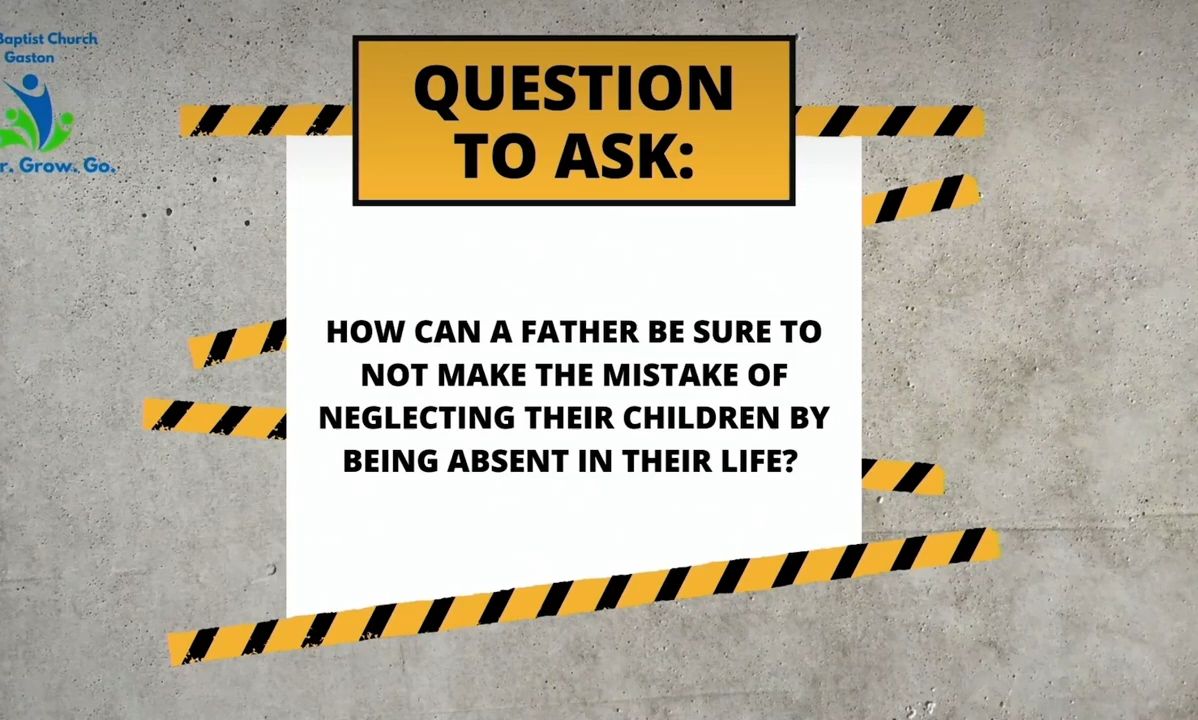 Baptist Church
Gaston
Grow. Go.
QUESTION
TO ASK:
HOW CAN A FATHER BE SURE TO
NOT MAKE THE MISTAKE OF
NEGLECTING THEIR CHILDREN BY
BEING ABSENT IN THEIR LIFE?